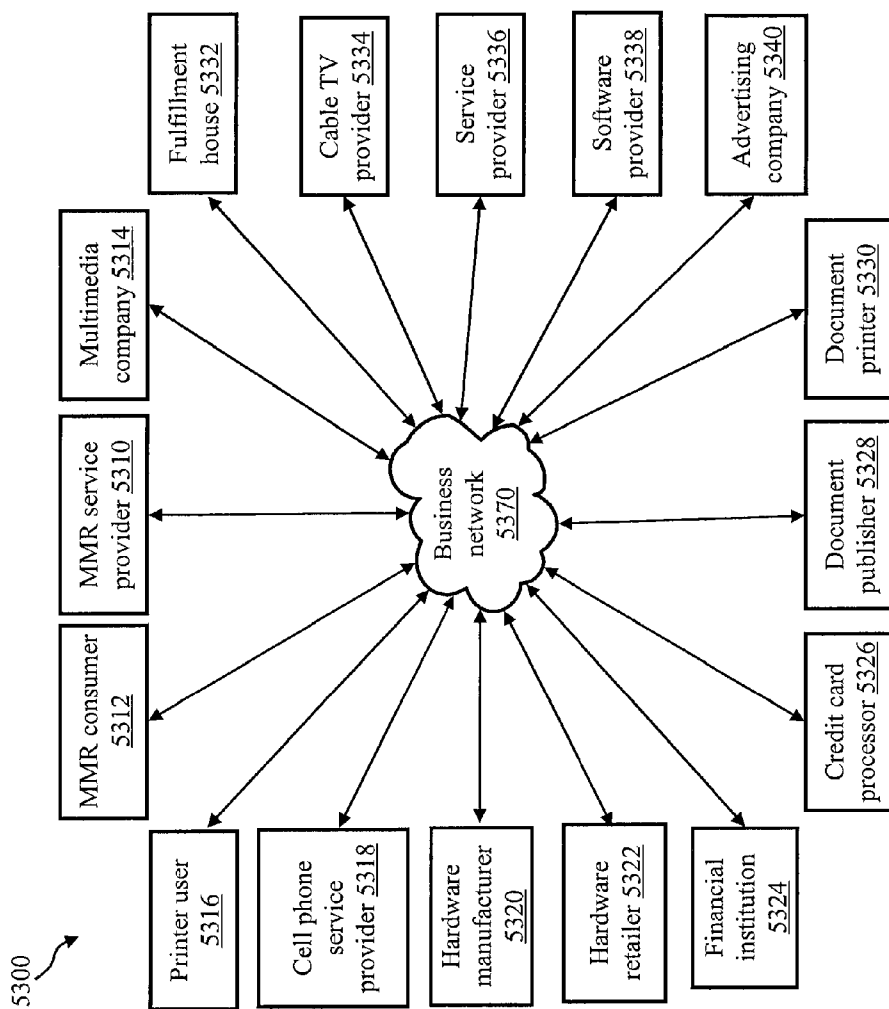 5300
MMR consumer
5312
MMR service
provider 5310
Multimedia
company 5314
Printer user
5316
Cell phone
service
provider 5318
Hardware
manufacturer
5320
Hardware
retailer 5322
Financial
institution
5324
Business
network
5370
Fulfillment
house 5332
Cable TV
provider 5334
Service
provider 5336
Software
provider 5338
Advertising
company 5340
Credit card
processor 5326
Document
publisher 5328
Document
printer 5330